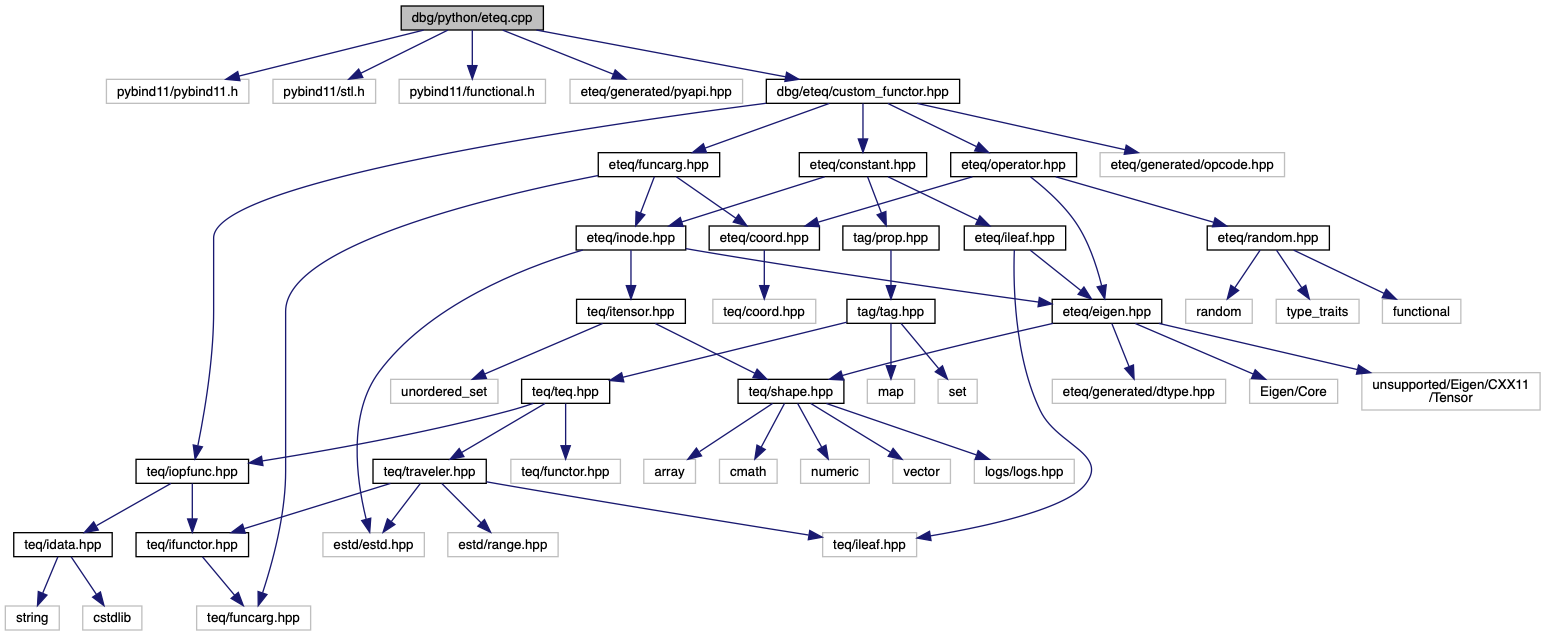 dbg/python/eteq.cpp
pybind11/pybind11.h
pybind11/stl.h
pybind11/functional.h
eteq/generated/pyapi.hpp
dbg/eteq/custom_functor.hpp
eteq/funcarg.hpp
eteq/constant.hpp
eteq/operator.hpp
eteq/generated/opcode.hpp
eteq/inode.hpp
eteq/coord.hpp
tag/prop.hpp
eteq/ileaf.hpp
eteq/random.hpp
teq/itensor.hpp
teq/coord.hpp
tag/tag.hpp
eteq/eigen.hpp
random
type_traits
functional
unordered_set
teq/teq.hpp
teq/shape.hpp
map
set
eteq/generated/dtype.hpp
Eigen/Core
unsupported/Eigen/CXX11
/Tensor
teq/iopfunc.hpp
teq/traveler.hpp
teq/functor.hpp
array
cmath
numeric
vector
logs/logs.hpp
teq/idata.hpp
teq/ifunctor.hpp
estd/estd.hpp
estd/range.hpp
teq/ileaf.hpp
string
cstdlib
teq/funcarg.hpp